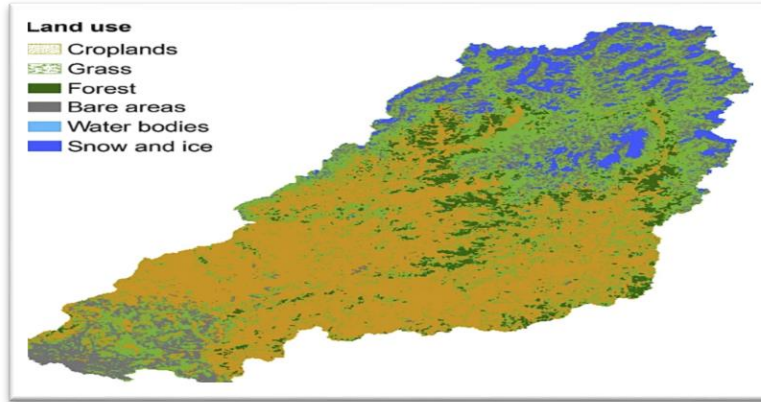 Land use
Croplands
Grass
Forest
Bare areas
Water bodies
Snow and ice